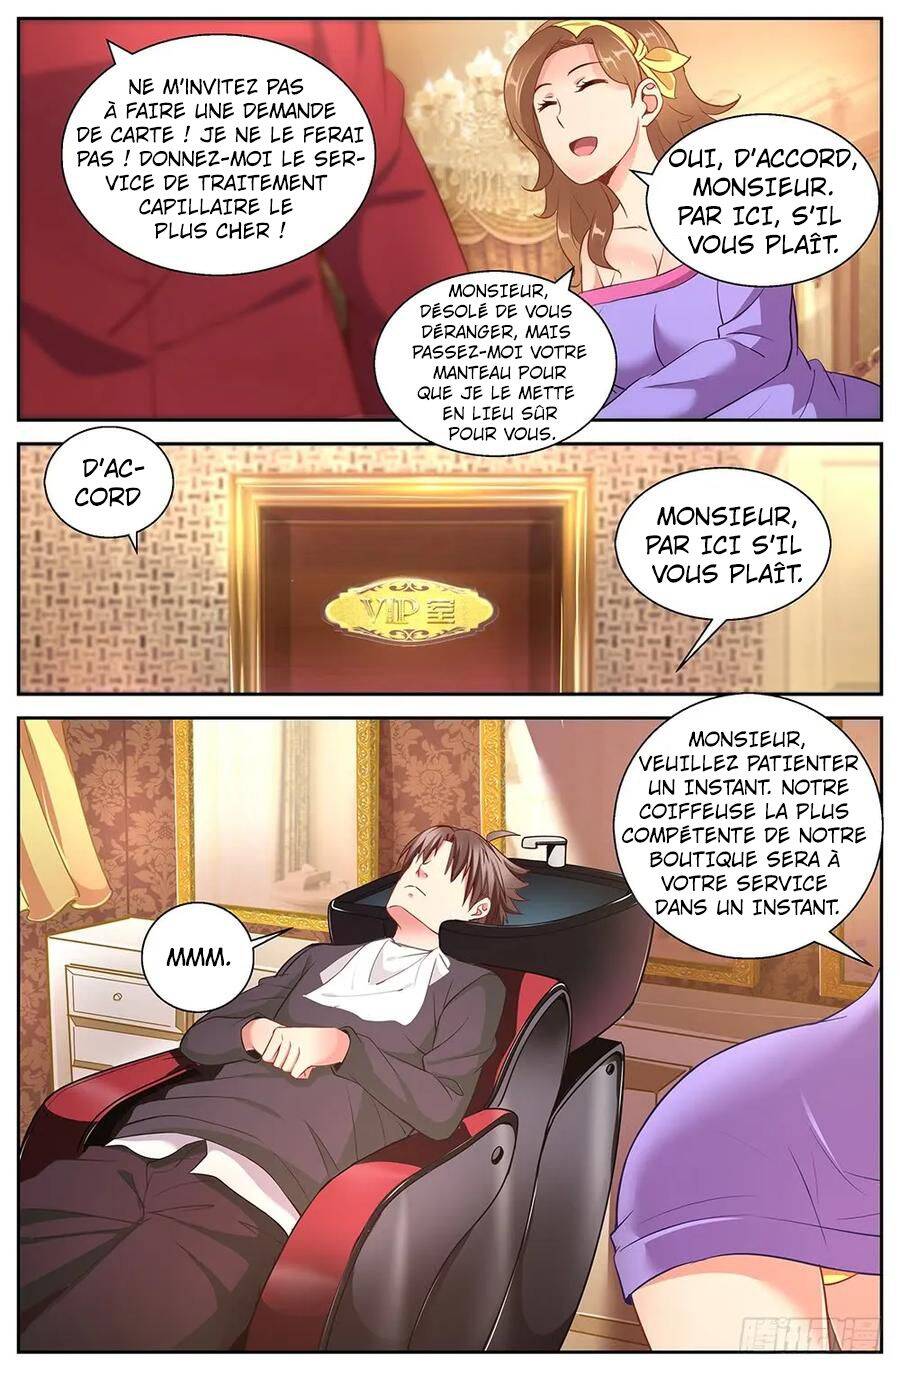 NE M'INVITEZ PAS
À FAIRE UNE DEMANDE
DE CARTE ! JE NE LE FERAI
PAS ! DONNEZ-MOI LE SER-
VICE DE TRAITEMENT
CAPILLAIRE LE
PLUS CHER !
OUI, D'ACCORD,
MONSIEUR.
PAR ICI, S'IL
VOUS PLAÎT.
MONSIEUR,
DÉSOLÉ DE VOUS
DÉRANGER, MAIS
PASSEZ-MOI VOTRE
MANTEAU POUR
QUE JE LE METTE
EN LIEU SÛR
POUR VOUS.
D'AC-
CORD
VIP室
MONSIEUR,
PAR ICI S'IL
VOUS PLAÎT.
MONSIEUR,
VEUILLEZ PATIENTER
UN INSTANT. NOTRE
COIFFEUSE LA PLUS
COMPÉTENTE DE NOTRE
BOUTIQUE SERA À
VOTRE SERVICE
DANS UN INSTANT.
MMM.
腾讯动漫